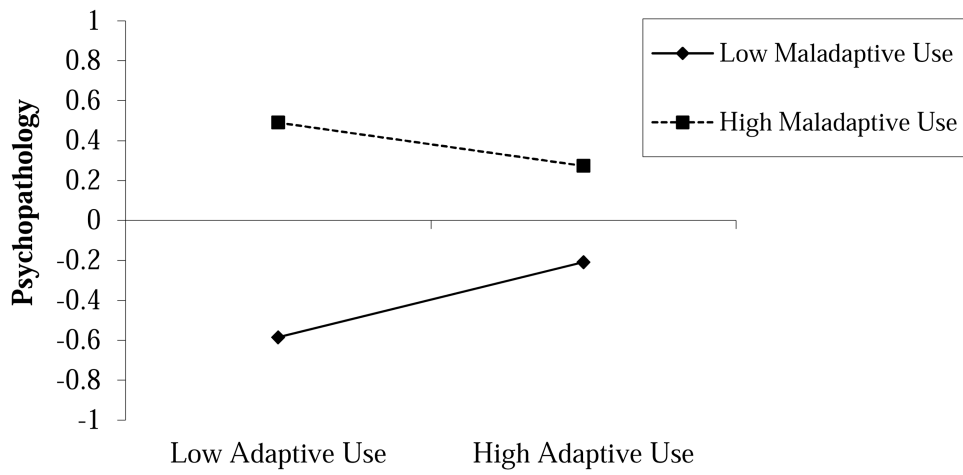 1
0.8
0.6
0.4
0.2
0
-0.2
-0.4
-0.6
-0.8
-1
Psychopathology
Low Adaptive Use
High Adaptive Use
Low Maladaptive Use
High Maladaptive Use